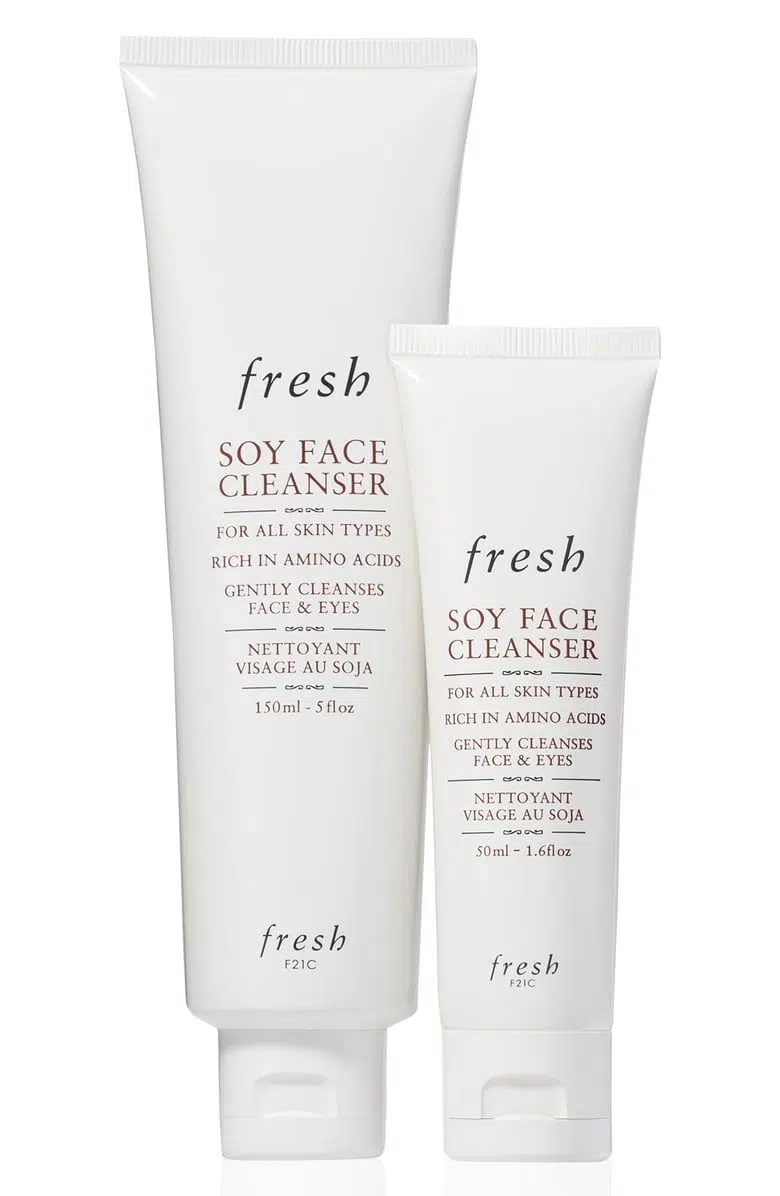 fresh
SOY FACE
CLEANSER
FOR ALL SKIN TYPES
RICH IN AMINO ACIDS
GENTLY CLEANSES
FACE & EYES
NETTOYANT
VISAGE AU SOJA
150ml - 5floz
fresh
F21C
fresh
SOY FACE
CLEANSER
FOR ALL SKIN TYPES
RICH IN AMINO ACIDS
GENTLY CLEANSES
FACE & EYES
NETTOYANT
VISAGE AU SOJA
50ml - 1.6floz
fresh
F21C